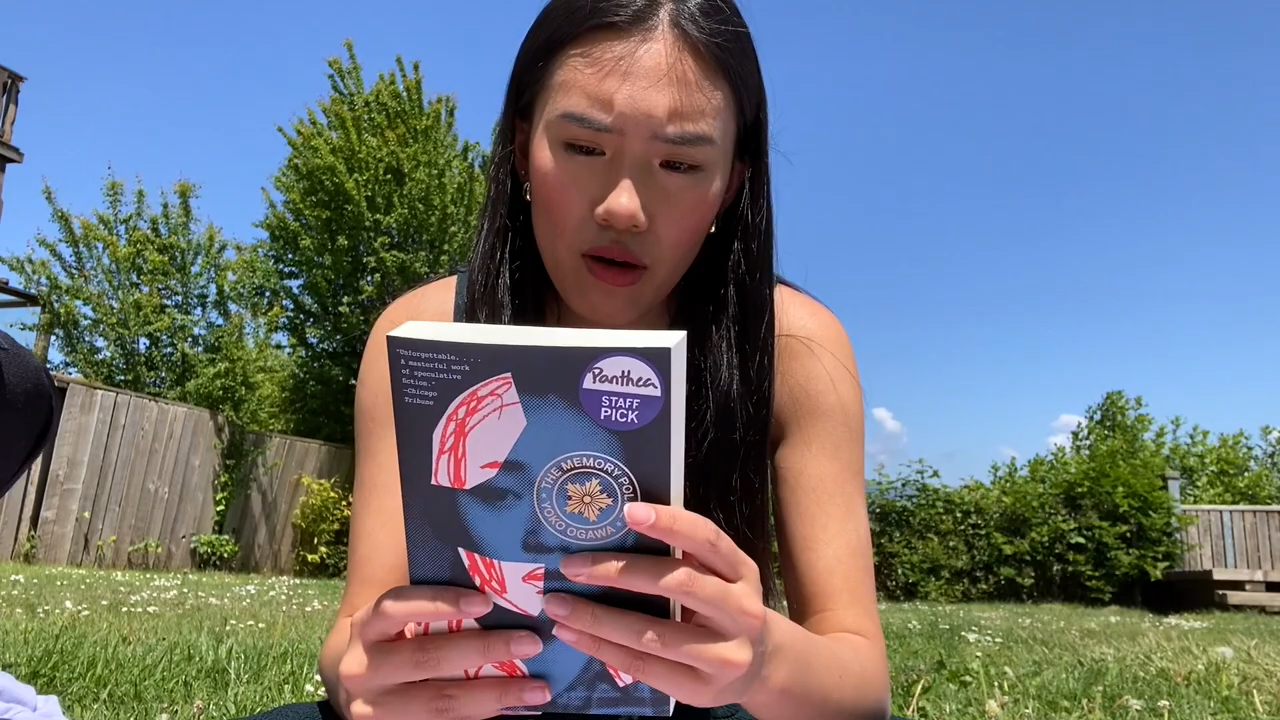 "Unforgettable. . . .
A masterful work
of speculative
fiction."
—Chicago
Tribune
Panthea
STAFF
PICK
THE MEMORY POL
YOKO OGAWA